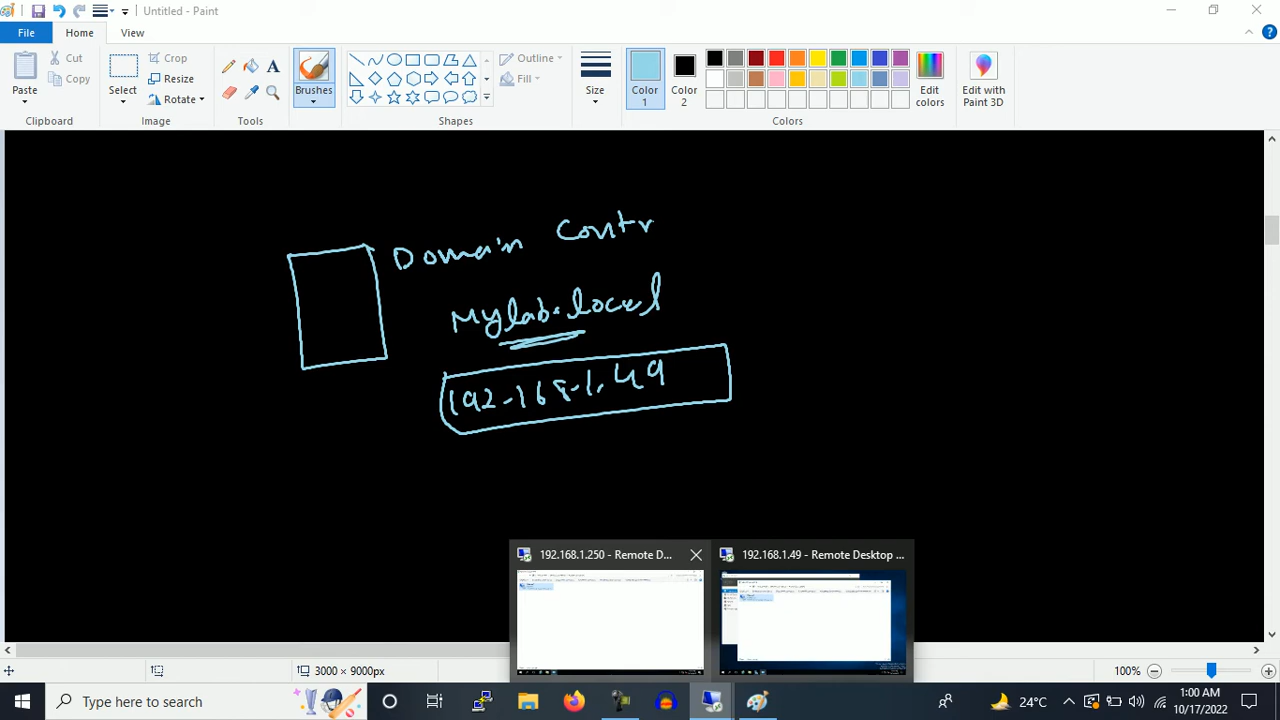 Untitled - Paint
File
Home
View
Paste
Cut
Copy
Clipboard
Select
Crop
Resize
Rotate
Image
A
Tools
Brushes
Outline
Fill
Shapes
Size
Color 1
Color 2
Edit colors
Colors
Edit with Paint 3D
Domain Contr
Mylab.local
192.168.1.49
192.168.1.250 - Remote D...
192.168.1.49 - Remote Desktop ...
3000 × 9900px
Type here to search
24°C
1:00 AM
10/17/2022